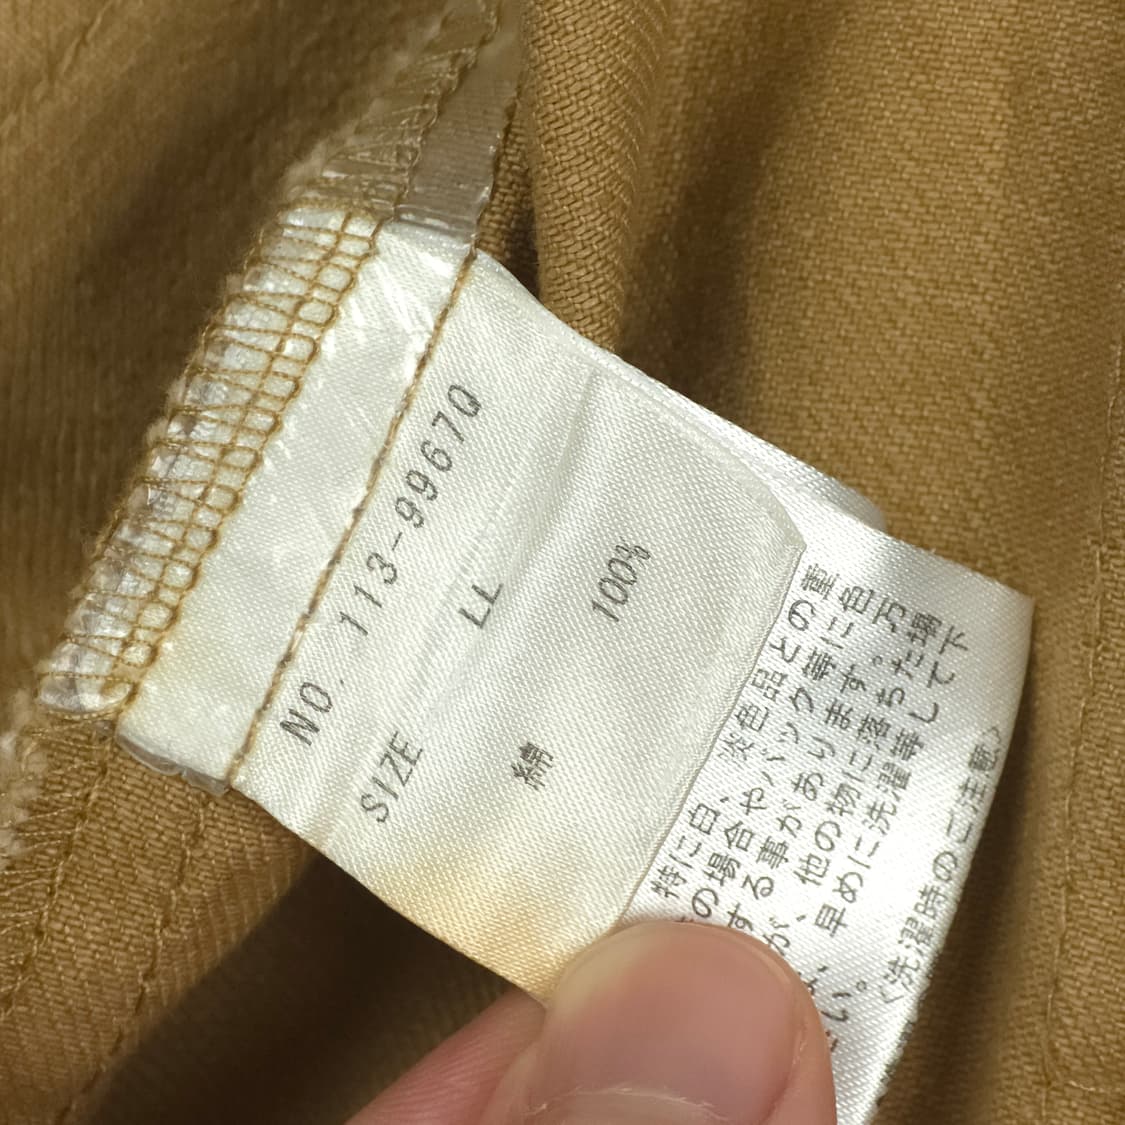 NO. 113-99670
SIZE LL
綿 100%
特に白、淡色品との重
の場合やバッグ等に色
する事があります。万
が、他の物に落ちた場
早めに洗濯等して下
い。
〈洗濯時のご注意〉